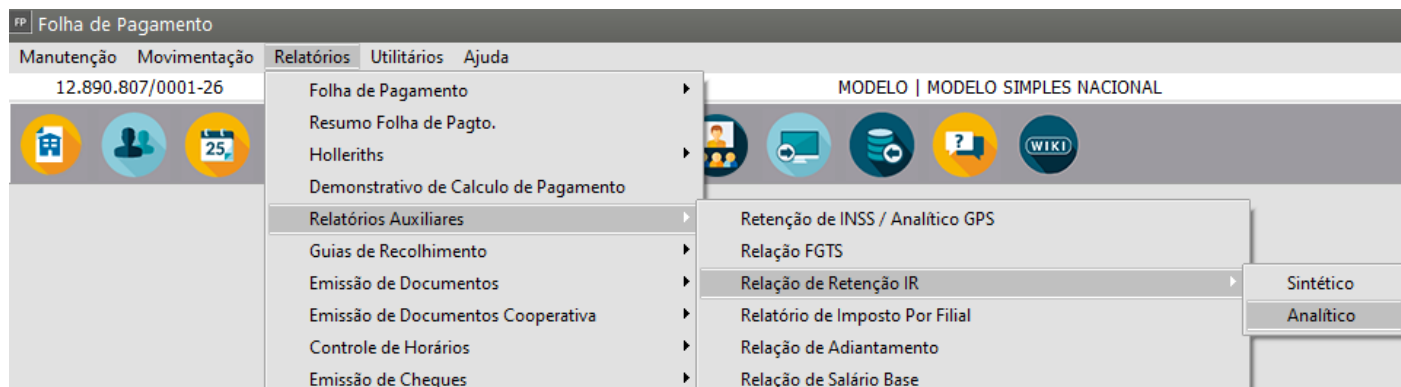 FP Folha de Pagamento
Manutenção Movimentação Relatórios Utilitários Ajuda
12.890.807/0001-26 MODELO | MODELO SIMPLES NACIONAL
25
?
WIKI
Folha de Pagamento
Resumo Folha de Pagto.
Holleriths
Demonstrativo de Calculo de Pagamento
Relatórios Auxiliares
Guias de Recolhimento
Emissão de Documentos
Emissão de Documentos Cooperativa
Controle de Horários
Emissão de Cheques
Retenção de INSS / Analítico GPS
Relação FGTS
Relação de Retenção IR
Relatório de Imposto Por Filial
Relação de Adiantamento
Relação de Salário Base
Sintético
Analítico